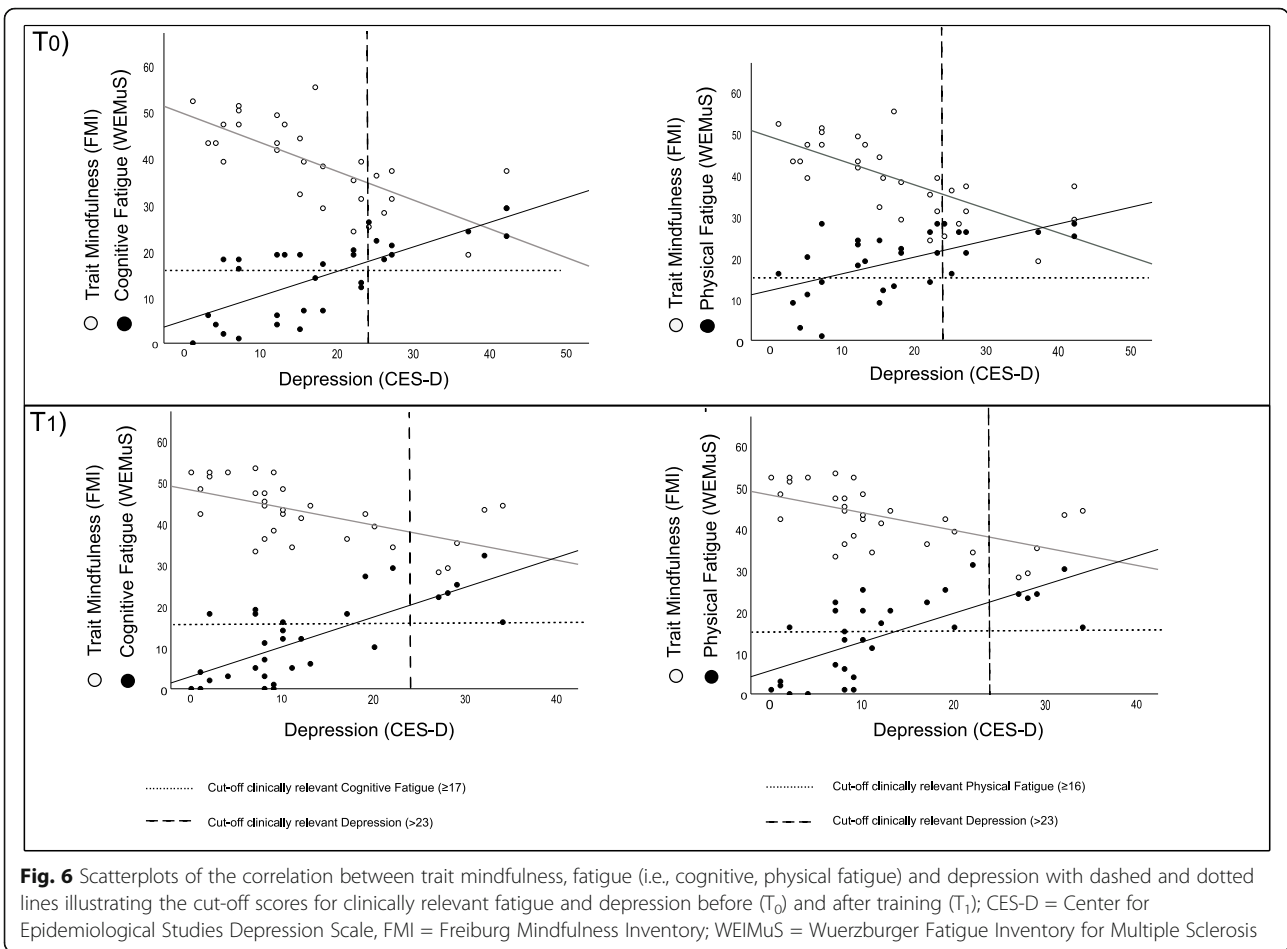 T0)
Trait Mindfulness (FMI)
Cognitive Fatigue (WEMuS)
60
50
40
30
20
10
0
0 10 20 30 40 50
Depression (CES-D)
Trait Mindfulness (FMI)
Physical Fatigue (WEMuS)
60
50
40
30
20
10
0
0 10 20 30 40 50
Depression (CES-D)
T1)
Trait Mindfulness (FMI)
Cognitive Fatigue (WEMuS)
60
50
40
30
20
10
0
0 10 20 30 40
Depression (CES-D)
Trait Mindfulness (FMI)
Physical Fatigue (WEMuS)
60
50
40
30
20
10
0
0 10 20 30 40
Depression (CES-D)
Cut-off clinically relevant Cognitive Fatigue (≥17)
Cut-off clinically relevant Depression (>23)
Cut-off clinically relevant Physical Fatigue (≥16)
Cut-off clinically relevant Depression (>23)
Fig. 6 Scatterplots of the correlation between trait mindfulness, fatigue (i.e., cognitive, physical fatigue) and depression with dashed and dotted
lines illustrating the cut-off scores for clinically relevant fatigue and depression before (T0) and after training (T1); CES-D = Center for
Epidemiological Studies Depression Scale, FMI = Freiburg Mindfulness Inventory; WEIMuS = Wuerzburger Fatigue Inventory for Multiple Sclerosis